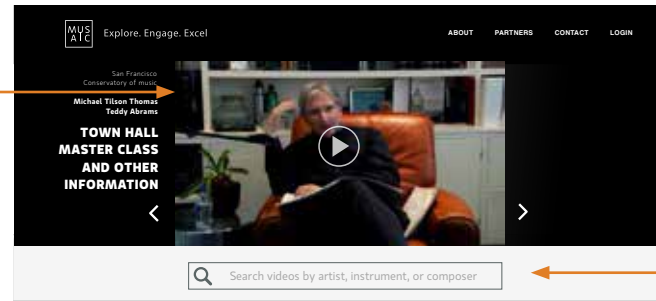 MUS
AIC
Explore. Engage. Excel
ABOUT PARTNERS CONTACT LOGIN
San Francisco
Conservatory of music
Michael Tilson Thomas
Teddy Abrams
TOWN HALL
MASTER CLASS
AND OTHER
INFORMATION
Search videos by artist, instrument, or composer